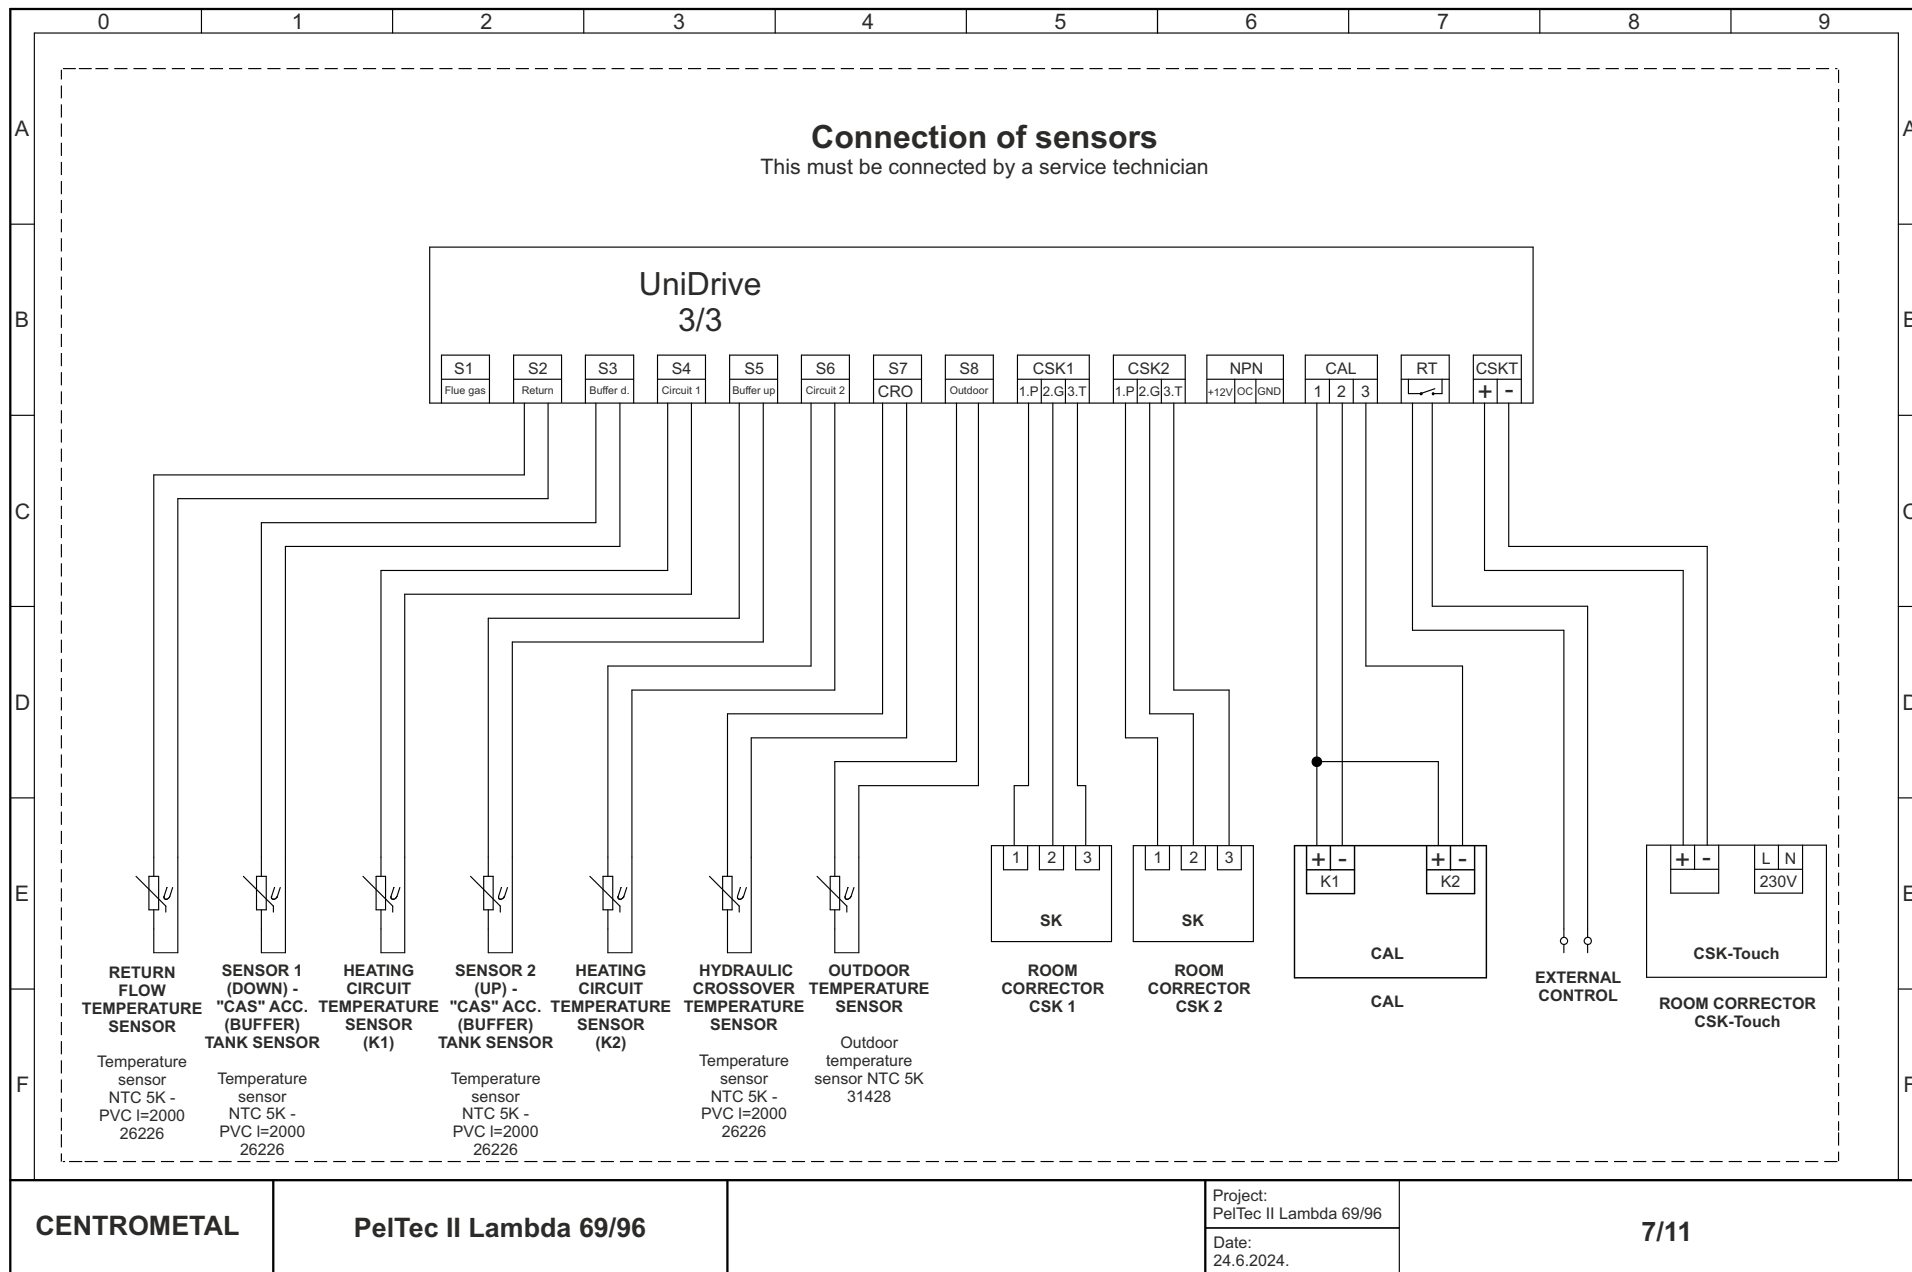 0 1 2 3 4 5 6 7 8 9
A A
Connection of sensors
This must be connected by a service technician
B B
UniDrive
3/3
S1 S2 S3 S4 S5 S6 S7 S8 CSK1 CSK2 NPN CAL RT CSKT
Flue gas Return Buffer d. Circuit 1 Buffer up Circuit 2 CRO Outdoor 1.P 2.G 3.T 1.P 2.G 3.T +12V OC GND 1 2 3 + -
C C
D D
1 2 3 1 2 3 + - + - + - L N
K1 K2 230V
E E
U U U U U U U
SK SK CAL CSK-Touch
RETURN
FLOW
TEMPERATURE
SENSOR
Temperature
sensor
NTC 5K -
PVC l=2000
26226
SENSOR 1
(DOWN) -
"CAS" ACC.
(BUFFER)
TANK SENSOR
Temperature
sensor
NTC 5K -
PVC l=2000
26226
HEATING
CIRCUIT
TEMPERATURE
SENSOR
(K1)
SENSOR 2
(UP) -
"CAS" ACC.
(BUFFER)
TANK SENSOR
Temperature
sensor
NTC 5K -
PVC l=2000
26226
HEATING
CIRCUIT
TEMPERATURE
SENSOR
(K2)
HYDRAULIC
CROSSOVER
TEMPERATURE
SENSOR
Temperature
sensor
NTC 5K -
PVC l=2000
26226
OUTDOOR
TEMPERATURE
SENSOR
Outdoor
temperature
sensor NTC 5K
31428
ROOM
CORRECTOR
CSK 1
ROOM
CORRECTOR
CSK 2
CAL
EXTERNAL
CONTROL
ROOM CORRECTOR
CSK-Touch
F F
CENTROMETAL
PelTec II Lambda 69/96
Project:
PelTec II Lambda 69/96
Date:
24.6.2024.
7/11